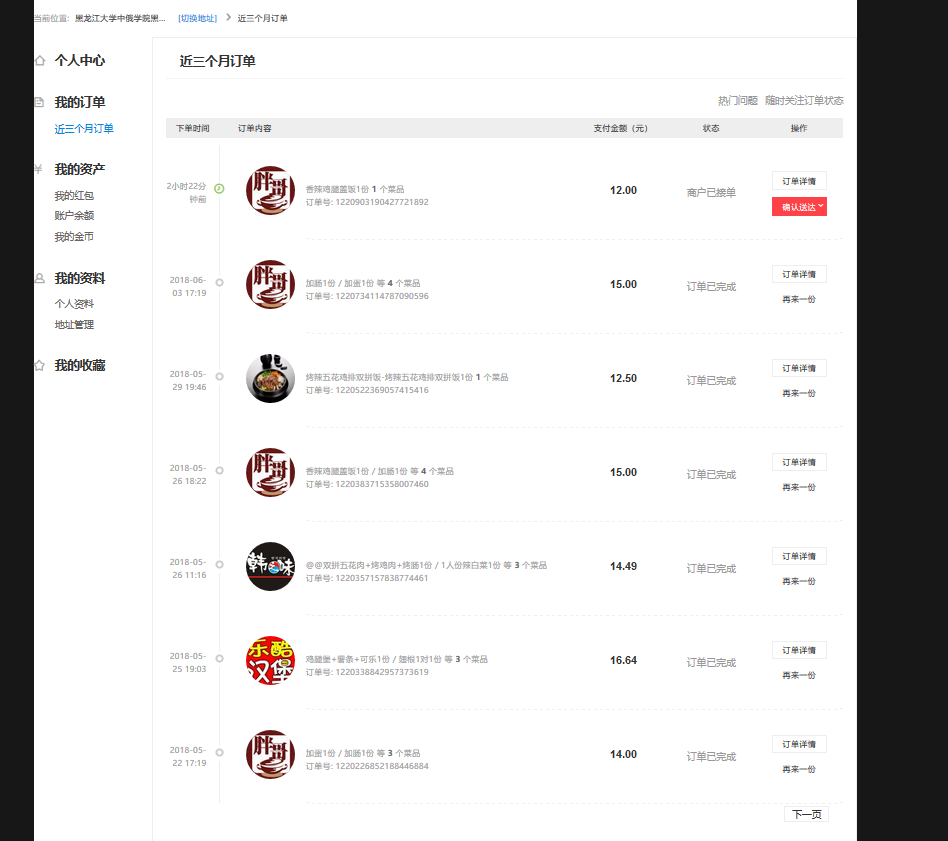 当前位置: 黑龙江大学中俄学院黑... [切换地址] 近三个月订单
个人中心
我的订单
近三个月订单
我的资产
我的红包
账户余额
我的金币
我的资料
个人资料
地址管理
我的收藏
近三个月订单
热门问题 随时关注订单状态
下单时间 订单内容 支付金额（元） 状态 操作
2小时22分
钟前
胖哥
香辣鸡腿盖饭1份 1 个菜品
订单号: 1220903190427721892
12.00
商户已接单
订单详情
确认送达
2018-06-
03 17:19
胖哥
加肠1份 / 加蛋1份 等 4 个菜品
订单号: 1220734114787090596
15.00
订单已完成
订单详情
再来一份
2018-05-
29 19:46
烤辣五花鸡排双拼饭-烤辣五花鸡排双拼饭1份 1 个菜品
订单号: 1220522369057415416
12.50
订单已完成
订单详情
再来一份
2018-05-
26 18:22
胖哥
香辣鸡腿盖饭1份 / 加肠1份 等 4 个菜品
订单号: 1220383715358007460
15.00
订单已完成
订单详情
再来一份
2018-05-
26 11:16
@@双拼五花肉+烤鸡肉+烤肠1份 / 1人份辣白菜1份 等 3 个菜品
订单号: 1220357157838774461
14.49
订单已完成
订单详情
再来一份
2018-05-
25 19:03
乐酷
汉堡
鸡腿堡+薯条+可乐1份 / 翅根1对1份 等 3 个菜品
订单号: 1220338842957373619
16.64
订单已完成
订单详情
再来一份
2018-05-
22 17:19
胖哥
加蛋1份 / 加肠1份 等 3 个菜品
订单号: 1220226852188446884
14.00
订单已完成
订单详情
再来一份
下一页